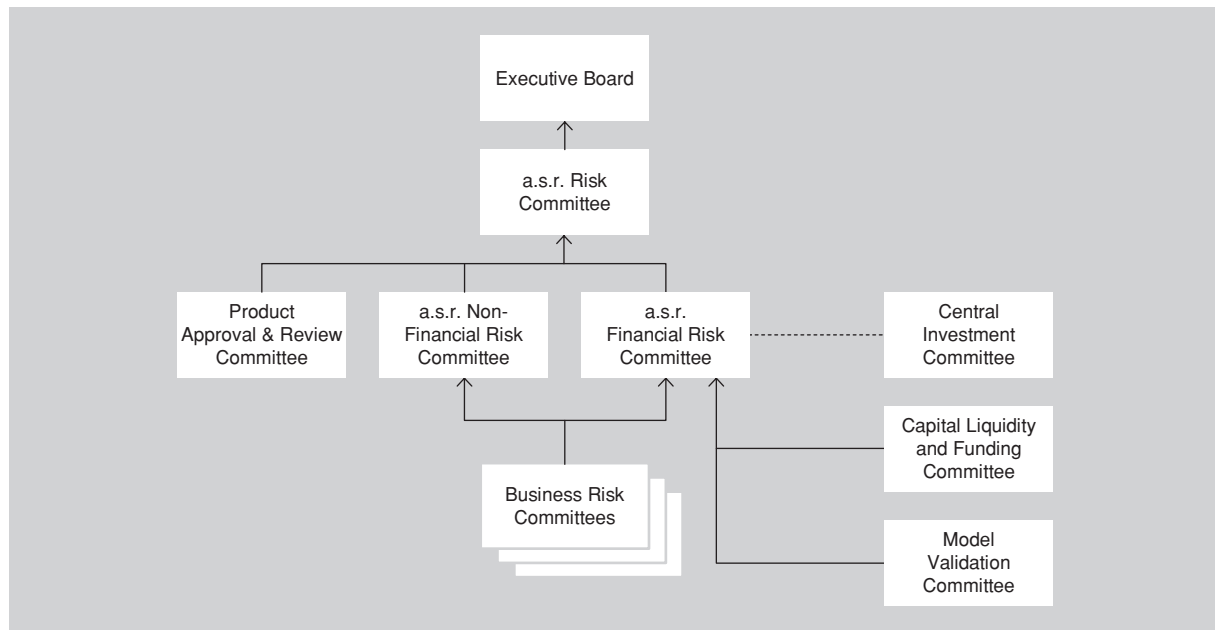 Executive Board
a.s.r. Risk
Committee
Product
Approval & Review
Committee
a.s.r. Non-
Financial Risk
Committee
a.s.r.
Financial Risk
Committee
Central
Investment
Committee
Capital Liquidity
and Funding
Committee
Business Risk
Committees
Model
Validation
Committee